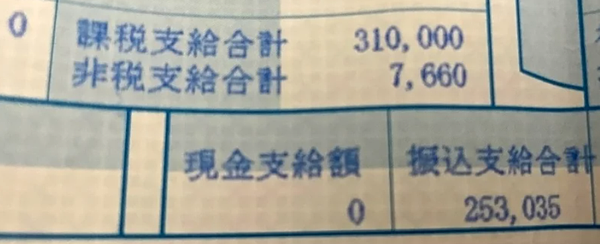 0 課税支給合計 310,000
非税支給合計 7,660
現金支給額 振込支給合計
0 253,035